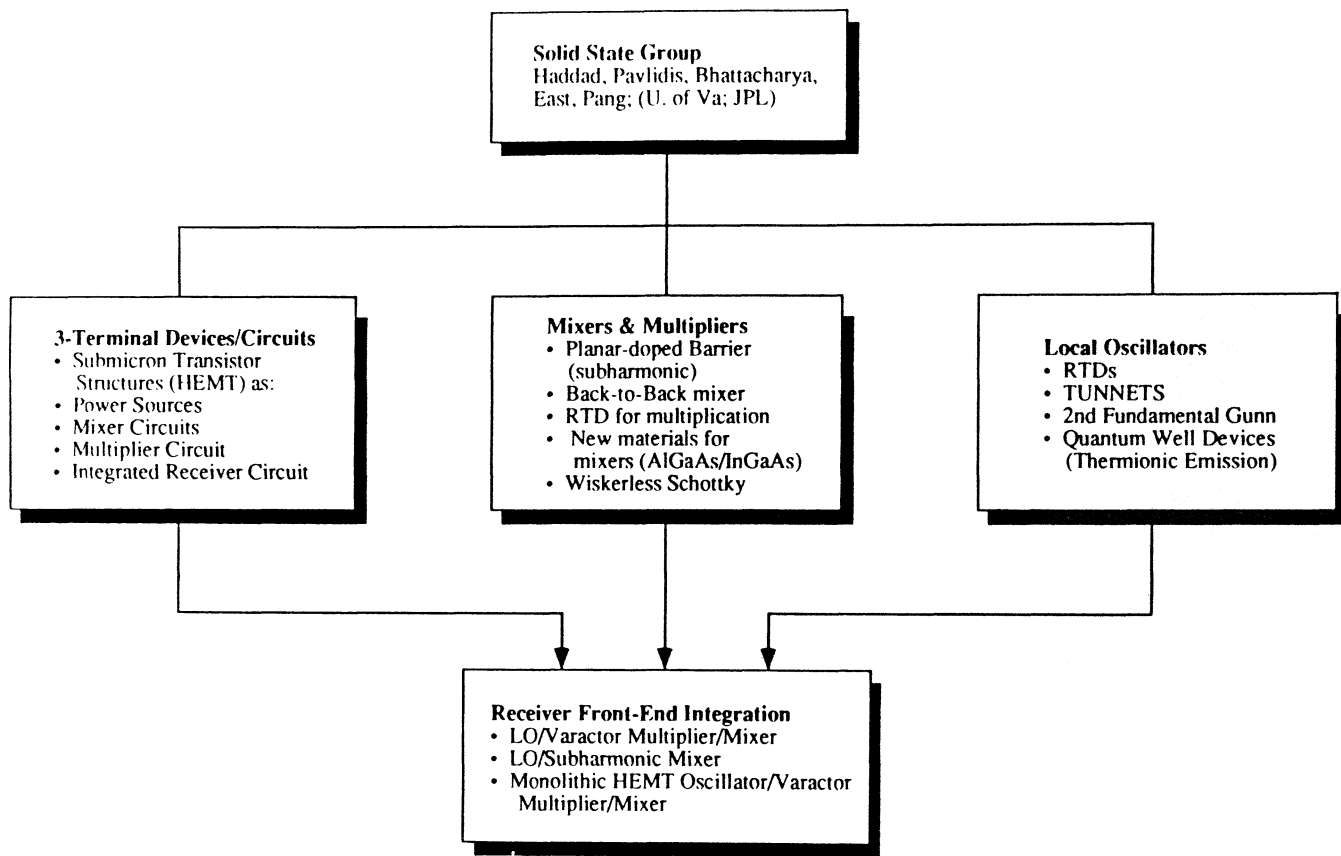 Solid State Group
Haddad, Pavlidis, Bhattacharya,
East, Pang; (U. of Va; JPL)
3-Terminal Devices/Circuits
• Submicron Transistor
Structures (HEMT) as:
• Power Sources
• Mixer Circuits
• Multiplier Circuit
• Integrated Receiver Circuit
Mixers & Multipliers
• Planar-doped Barrier
(subharmonic)
• Back-to-Back mixer
• RTD for multiplication
• New materials for
mixers (AlGaAs/InGaAs)
• Wiskerless Schottky
Local Oscillators
• RTDs
• TUNNETS
• 2nd Fundamental Gunn
• Quantum Well Devices
(Thermionic Emission)
Receiver Front-End Integration
• LO/Varactor Multiplier/Mixer
• LO/Subharmonic Mixer
• Monolithic HEMT Oscillator/Varactor
Multiplier/Mixer